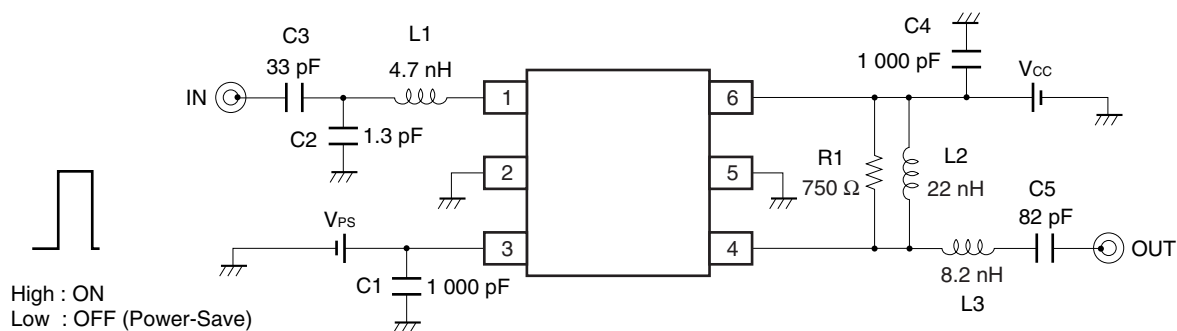 C4
1 000 pF
C3
33 pF
L1
4.7 nH
VCC
IN
1
6
C2
1.3 pF
R1
750 Ω
L2
22 nH
2
5
C5
82 pF
VPS
3
4
OUT
8.2 nH
L3
C1
1 000 pF
High : ON
Low : OFF (Power-Save)